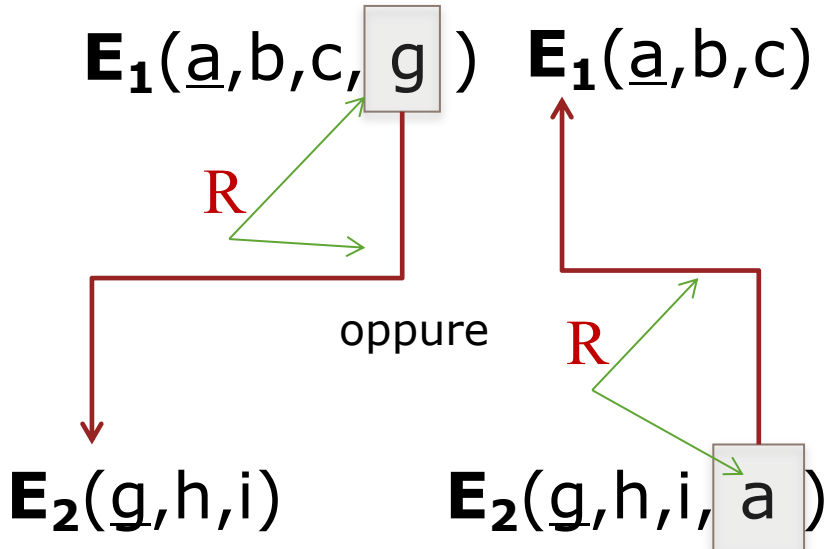 E₁(a,b,c, g ) E₁(a,b,c)
R
oppure
R
E₂(g,h,i) E₂(g,h,i, a )